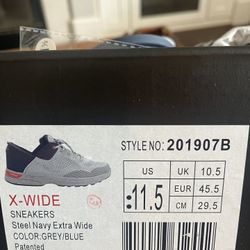 STYLE NO: 201907B
US
:11.5
UK 10.5
EUR 45.5
CM 29.5
X-WIDE
SNEAKERS
Steel Navy Extra Wide
COLOR:GREY/BLUE
Patented